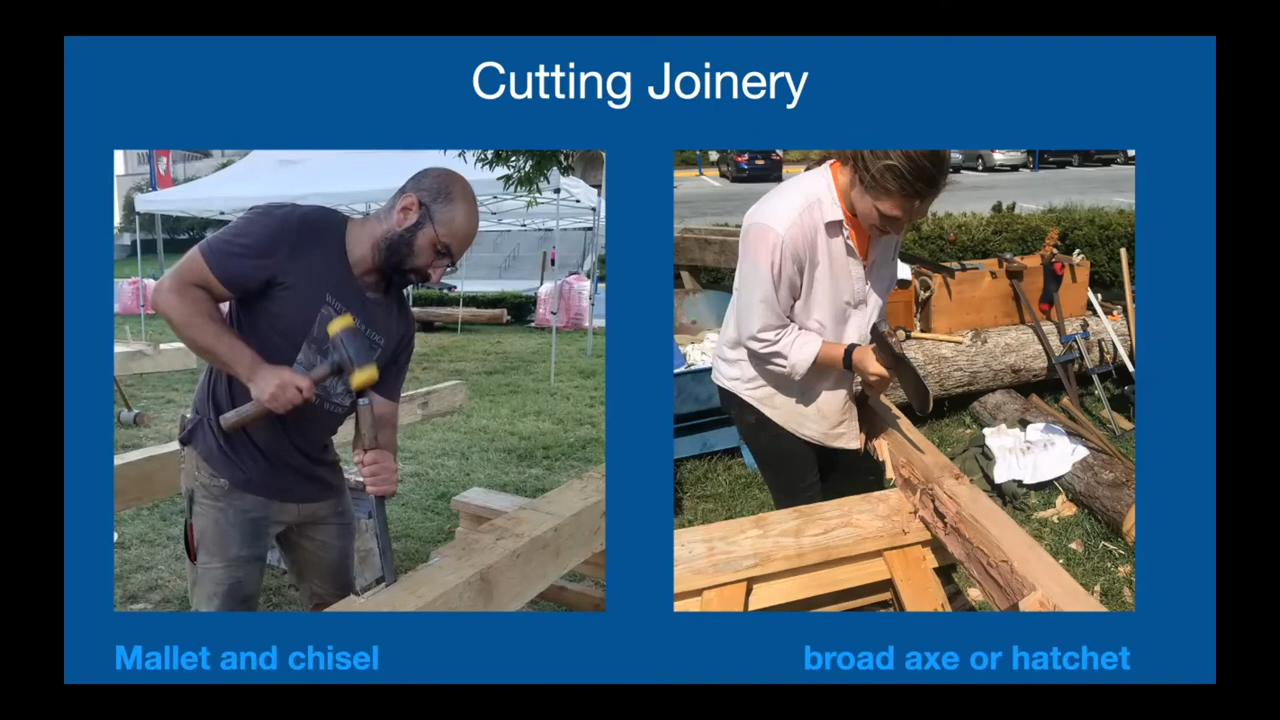 Cutting Joinery
Mallet and chisel
broad axe or hatchet